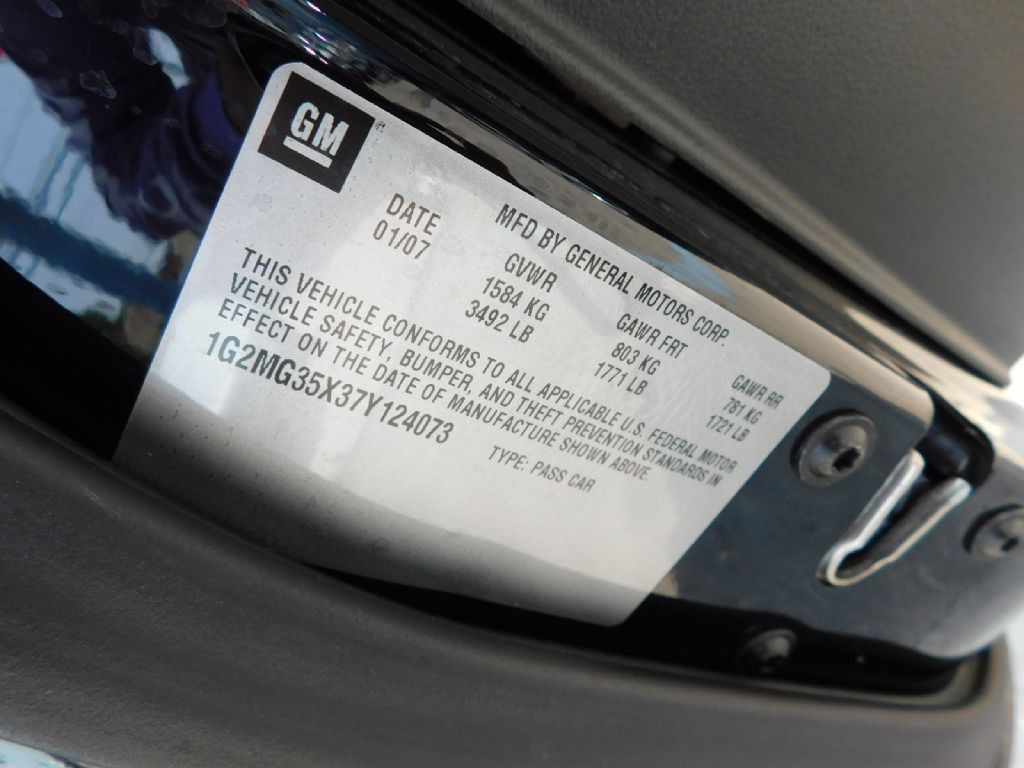 GM
MFD BY GENERAL MOTORS CORP.
DATE GVWR GAWR FRT GAWR RR
01/07 1584 KG 803 KG 781 KG
3492 LB 1771 LB 1721 LB
THIS VEHICLE CONFORMS TO ALL APPLICABLE U.S. FEDERAL MOTOR
VEHICLE SAFETY, BUMPER, AND THEFT PREVENTION STANDARDS IN
EFFECT ON THE DATE OF MANUFACTURE SHOWN ABOVE.
1G2MG35X37Y124073 TYPE: PASS CAR